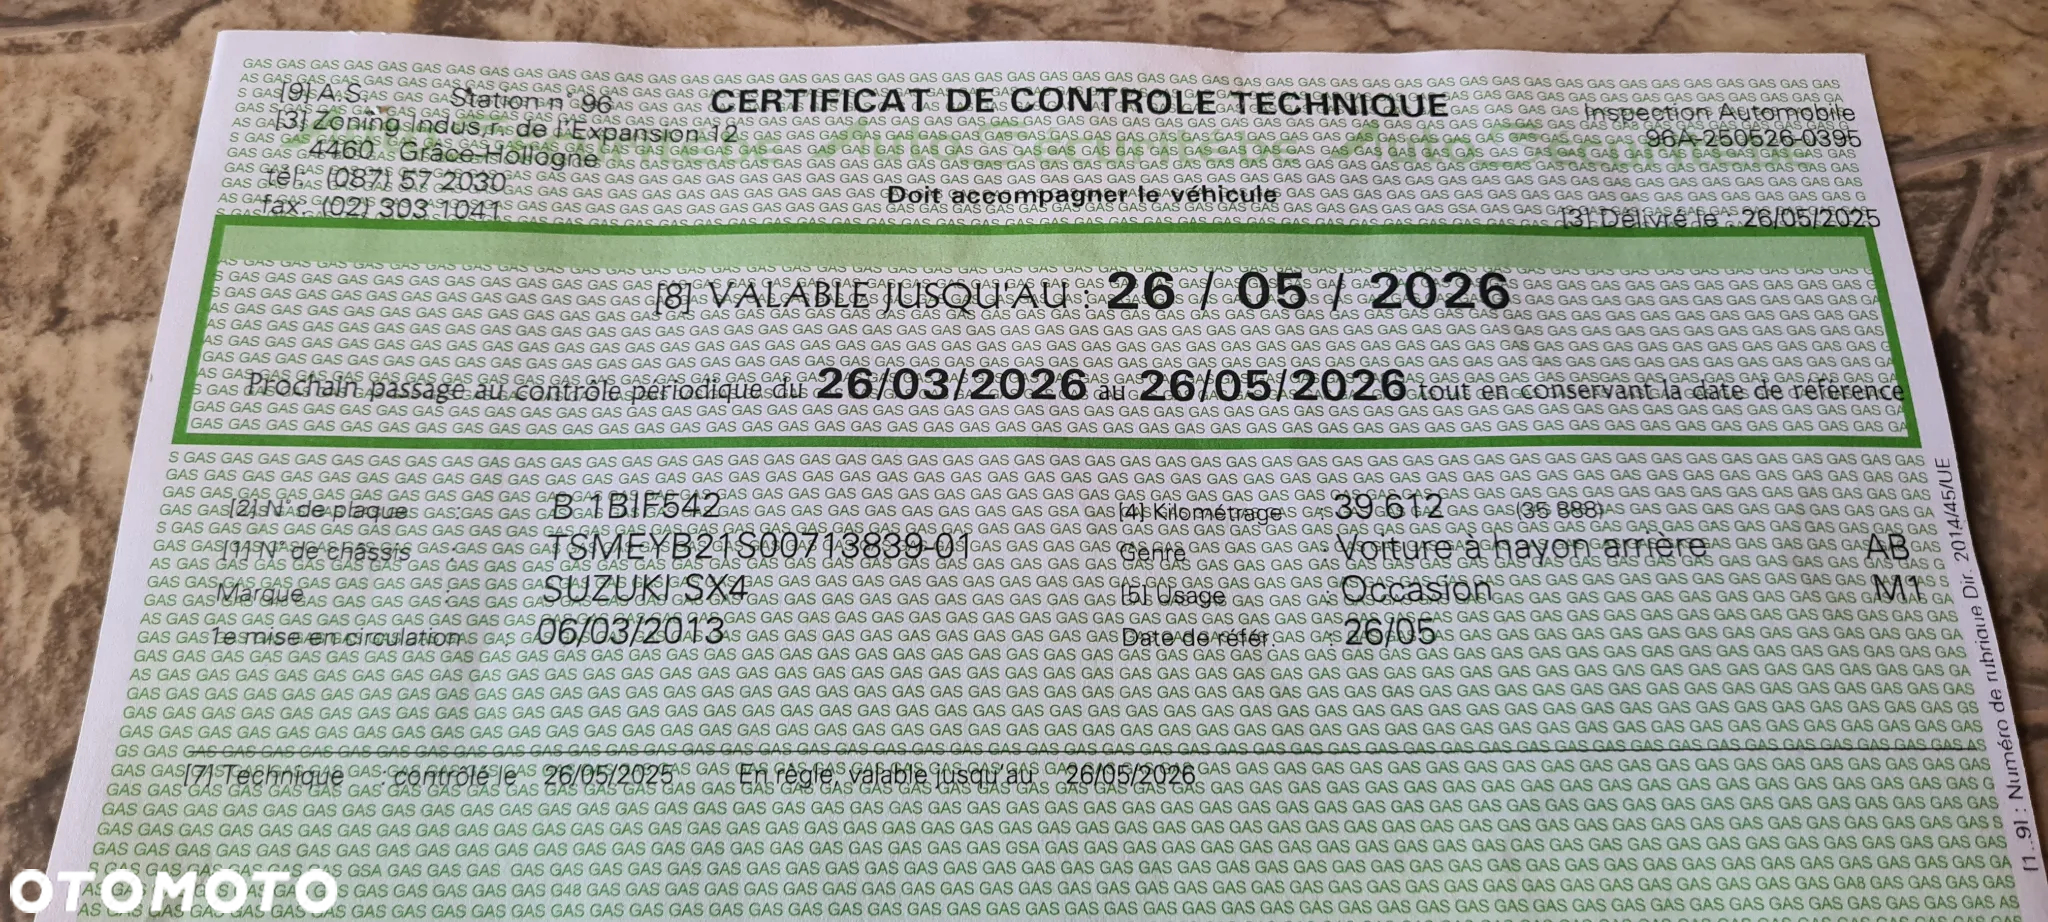 [9] A.S. Station n° 96
CERTIFICAT DE CONTROLE TECHNIQUE
Inspection Automobile
[3] Zoning Indus.r. de l'Expansion 12
96A-250526-0395
4460 Grâce-Hollogne
tél. (087) 57 2030
Doit accompagner le véhicule
fax. (02) 303 1041
[3] Délivré le : 26/05/2025
[8] VALABLE JUSQU'AU : 26 / 05 / 2026
Prochain passage au contrôle périodique du 26/03/2026 au 26/05/2026 tout en conservant la date de référence
[2] N° de plaque : B 1BIF542 [4] Kilométrage : 39 612 (35 888)
[1] N° de châssis : TSMEYB21S00713839-01 Genre : Voiture à hayon arrière AB
Marque : SUZUKI SX4 [5] Usage : Occasion M1
1e mise en circulation : 06/03/2013 Date de référ. : 26/05
[7] Technique : contrôlé le 26/05/2025 En règle, valable jusqu'au 26/05/2026
[1..9] : Numéro de rubrique Dir. 2014/45/UE
OTOMOTO